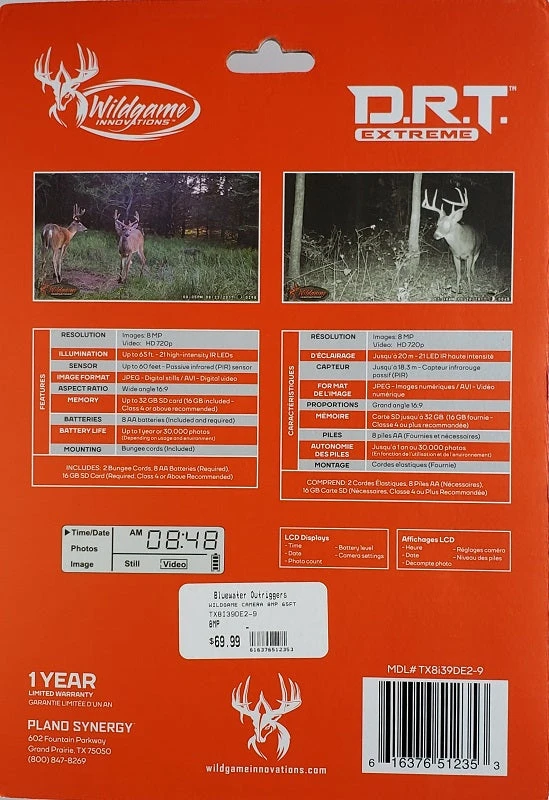 Wildgame
INNOVATIONS™
D.R.T.™
EXTREME
Wildgame
INNOVATIONS
Wildgame
INNOVATIONS
FEATURES
RESOLUTION Images: 8 MP
Video: HD 720p
ILLUMINATION Up to 65 ft. - 21 high-intensity IR LEDs
SENSOR Up to 60 feet - Passive infrared (PIR) sensor
IMAGE FORMAT JPEG - Digital stills / AVI - Digital video
ASPECT RATIO Wide angle 16:9
MEMORY Up to 32 GB SD card (16 GB included -
Class 4 or above recommended)
BATTERIES 8 AA batteries (Included and required)
BATTERY LIFE Up to 1 year or 30,000 photos
(Depending on usage and environment)
MOUNTING Bungee cords (Included)
INCLUDES: 2 Bungee Cords, 8 AA Batteries (Required),
16 GB SD Card (Required, Class 4 or Above Recommended)
CARACTÉRISTIQUES
RÉSOLUTION Images: 8 MP
Video: HD 720p
D'ÉCLAIRAGE Jusqu'à 20 m - 21 LED IR haute intensité
CAPTEUR Jusqu'à 18.3 m - Capteur infrarouge
passif (PIR)
FORMAT
DE L'IMAGE JPEG - Images numériques / AVI - Vidéo
numérique
PROPORTIONS Grand angle 16:9
MÉMOIRE Carte SD jusqu'à 32 GB (16 GB fournie -
Classe 4 ou plus recommandée)
PILES 8 piles AA (Fournies et nécessaires)
AUTONOMIE
DES PILES Jusqu'à 1 an ou 30,000 photos
(En fonction de l'utilisation et de l'environnement)
MONTAGE Cordes élastiques (Fournie)
COMPREND: 2 Cordes Élastiques, 8 Piles AA (Nécessaires),
16 GB Carte SD (Nécessaires, Classe 4 ou Plus Recommandée)
Time/Date AM 08:48
Photos
Image Still Video
LCD Displays
- Time
- Date
- Photo count
- Battery level
- Camera settings
Affichages LCD
- Heure
- Date
- Décompte photo
- Réglages caméra
- Niveau des piles
Bluewater Outriggers
WILDGAME CAMERA 8MP 65FT
TX8I39DE2-9
8MP -
$69.99
616376512353
1 YEAR
LIMITED WARRANTY
GARANTIE LIMITÉE D'UN AN
PLANO SYNERGY
602 Fountain Parkway
Grand Prairie, TX 75050
(800) 847-8269
wildgameinnovations.com
MDL# TX8i39DE2-9
6 16376 51235 3